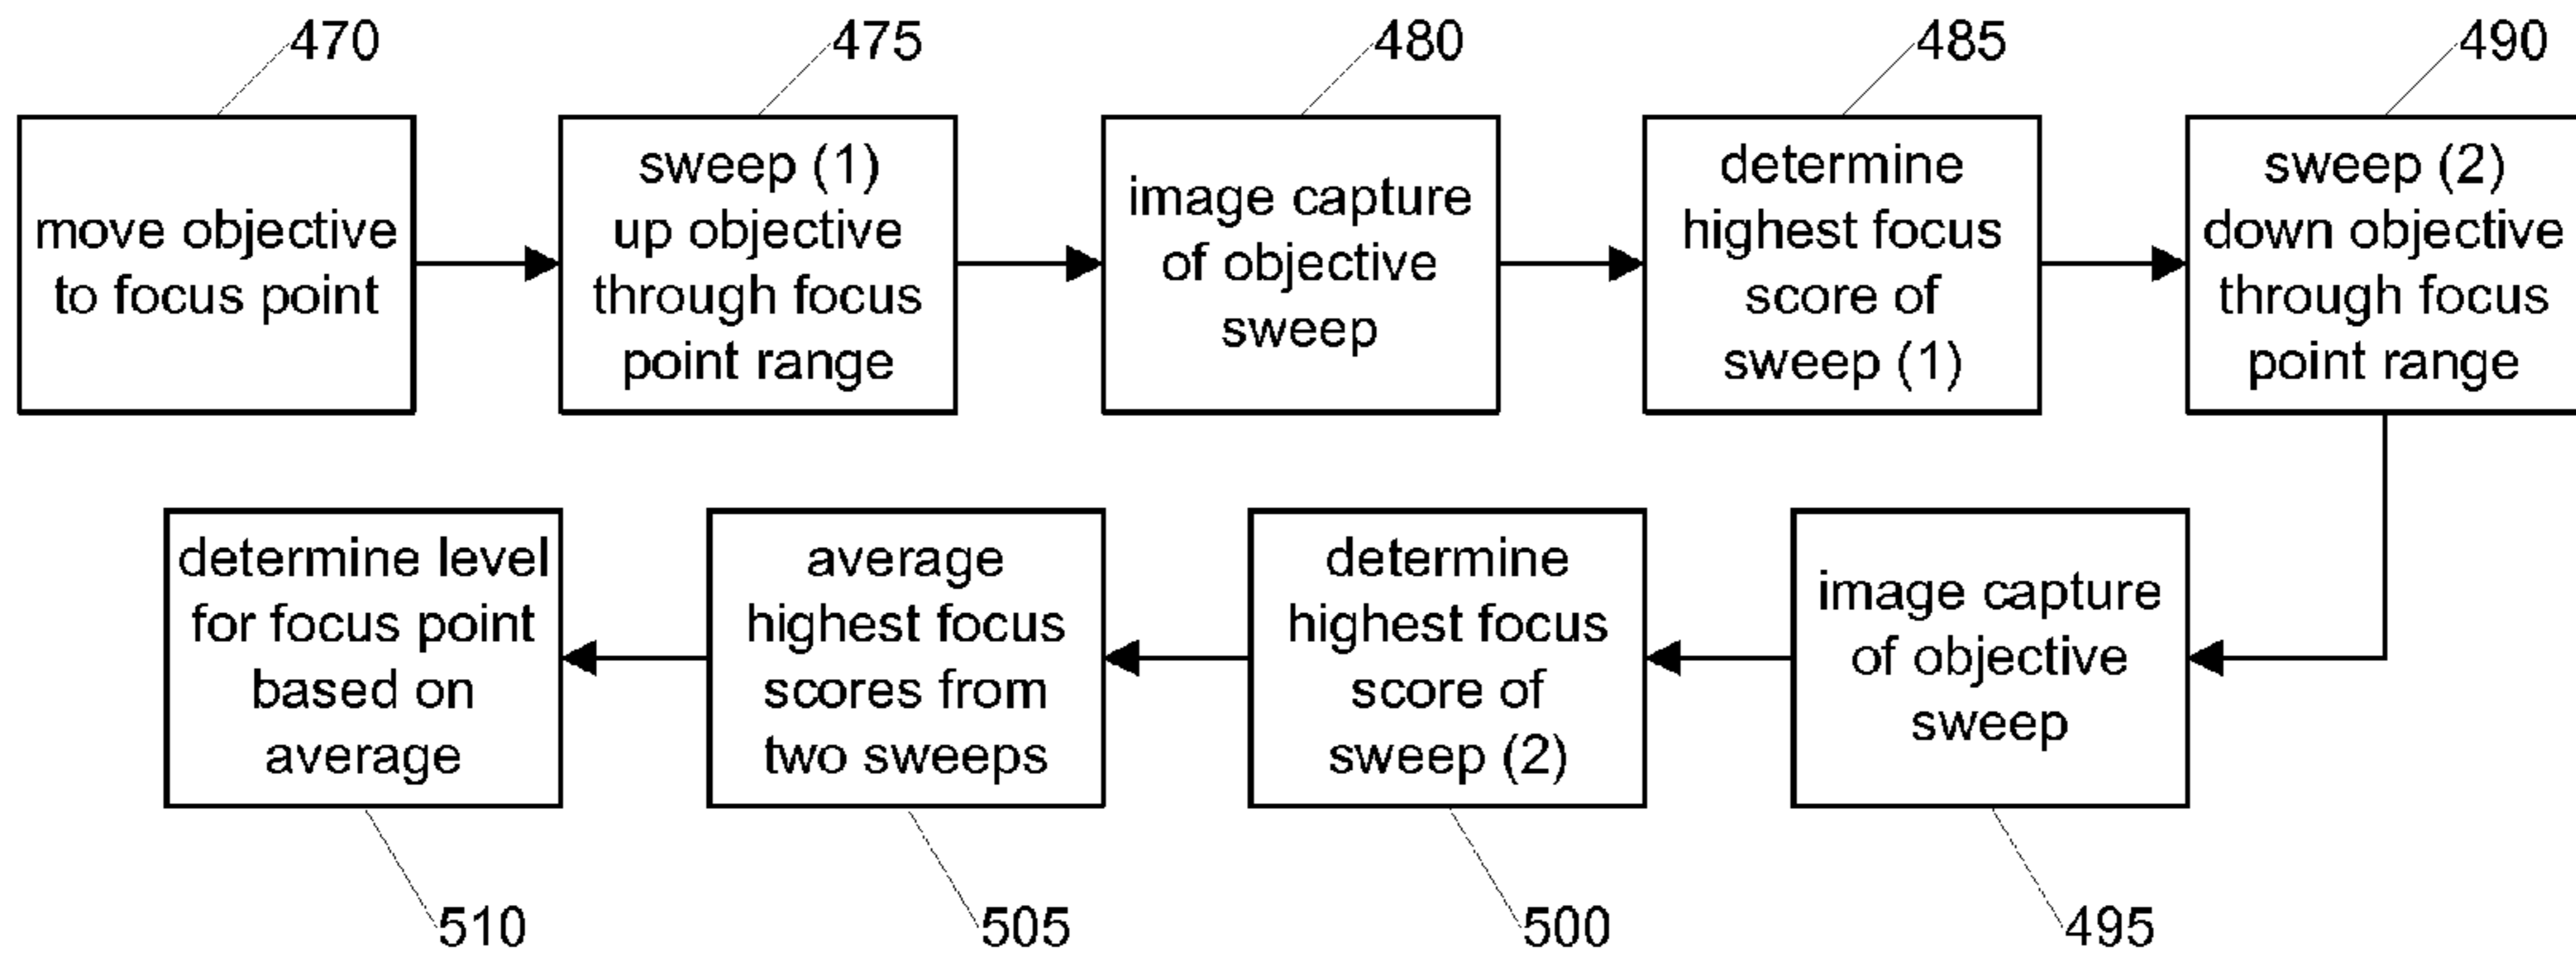 470
475
480
485
490
move objective
to focus point
sweep (1)
up objective
through focus
point range
image capture
of objective
sweep
determine
highest focus
score of
sweep (1)
sweep (2)
down objective
through focus
point range
determine level
for focus point
based on
average
average
highest focus
scores from
two sweeps
determine
highest focus
score of
sweep (2)
image capture
of objective
sweep
510
505
500
495